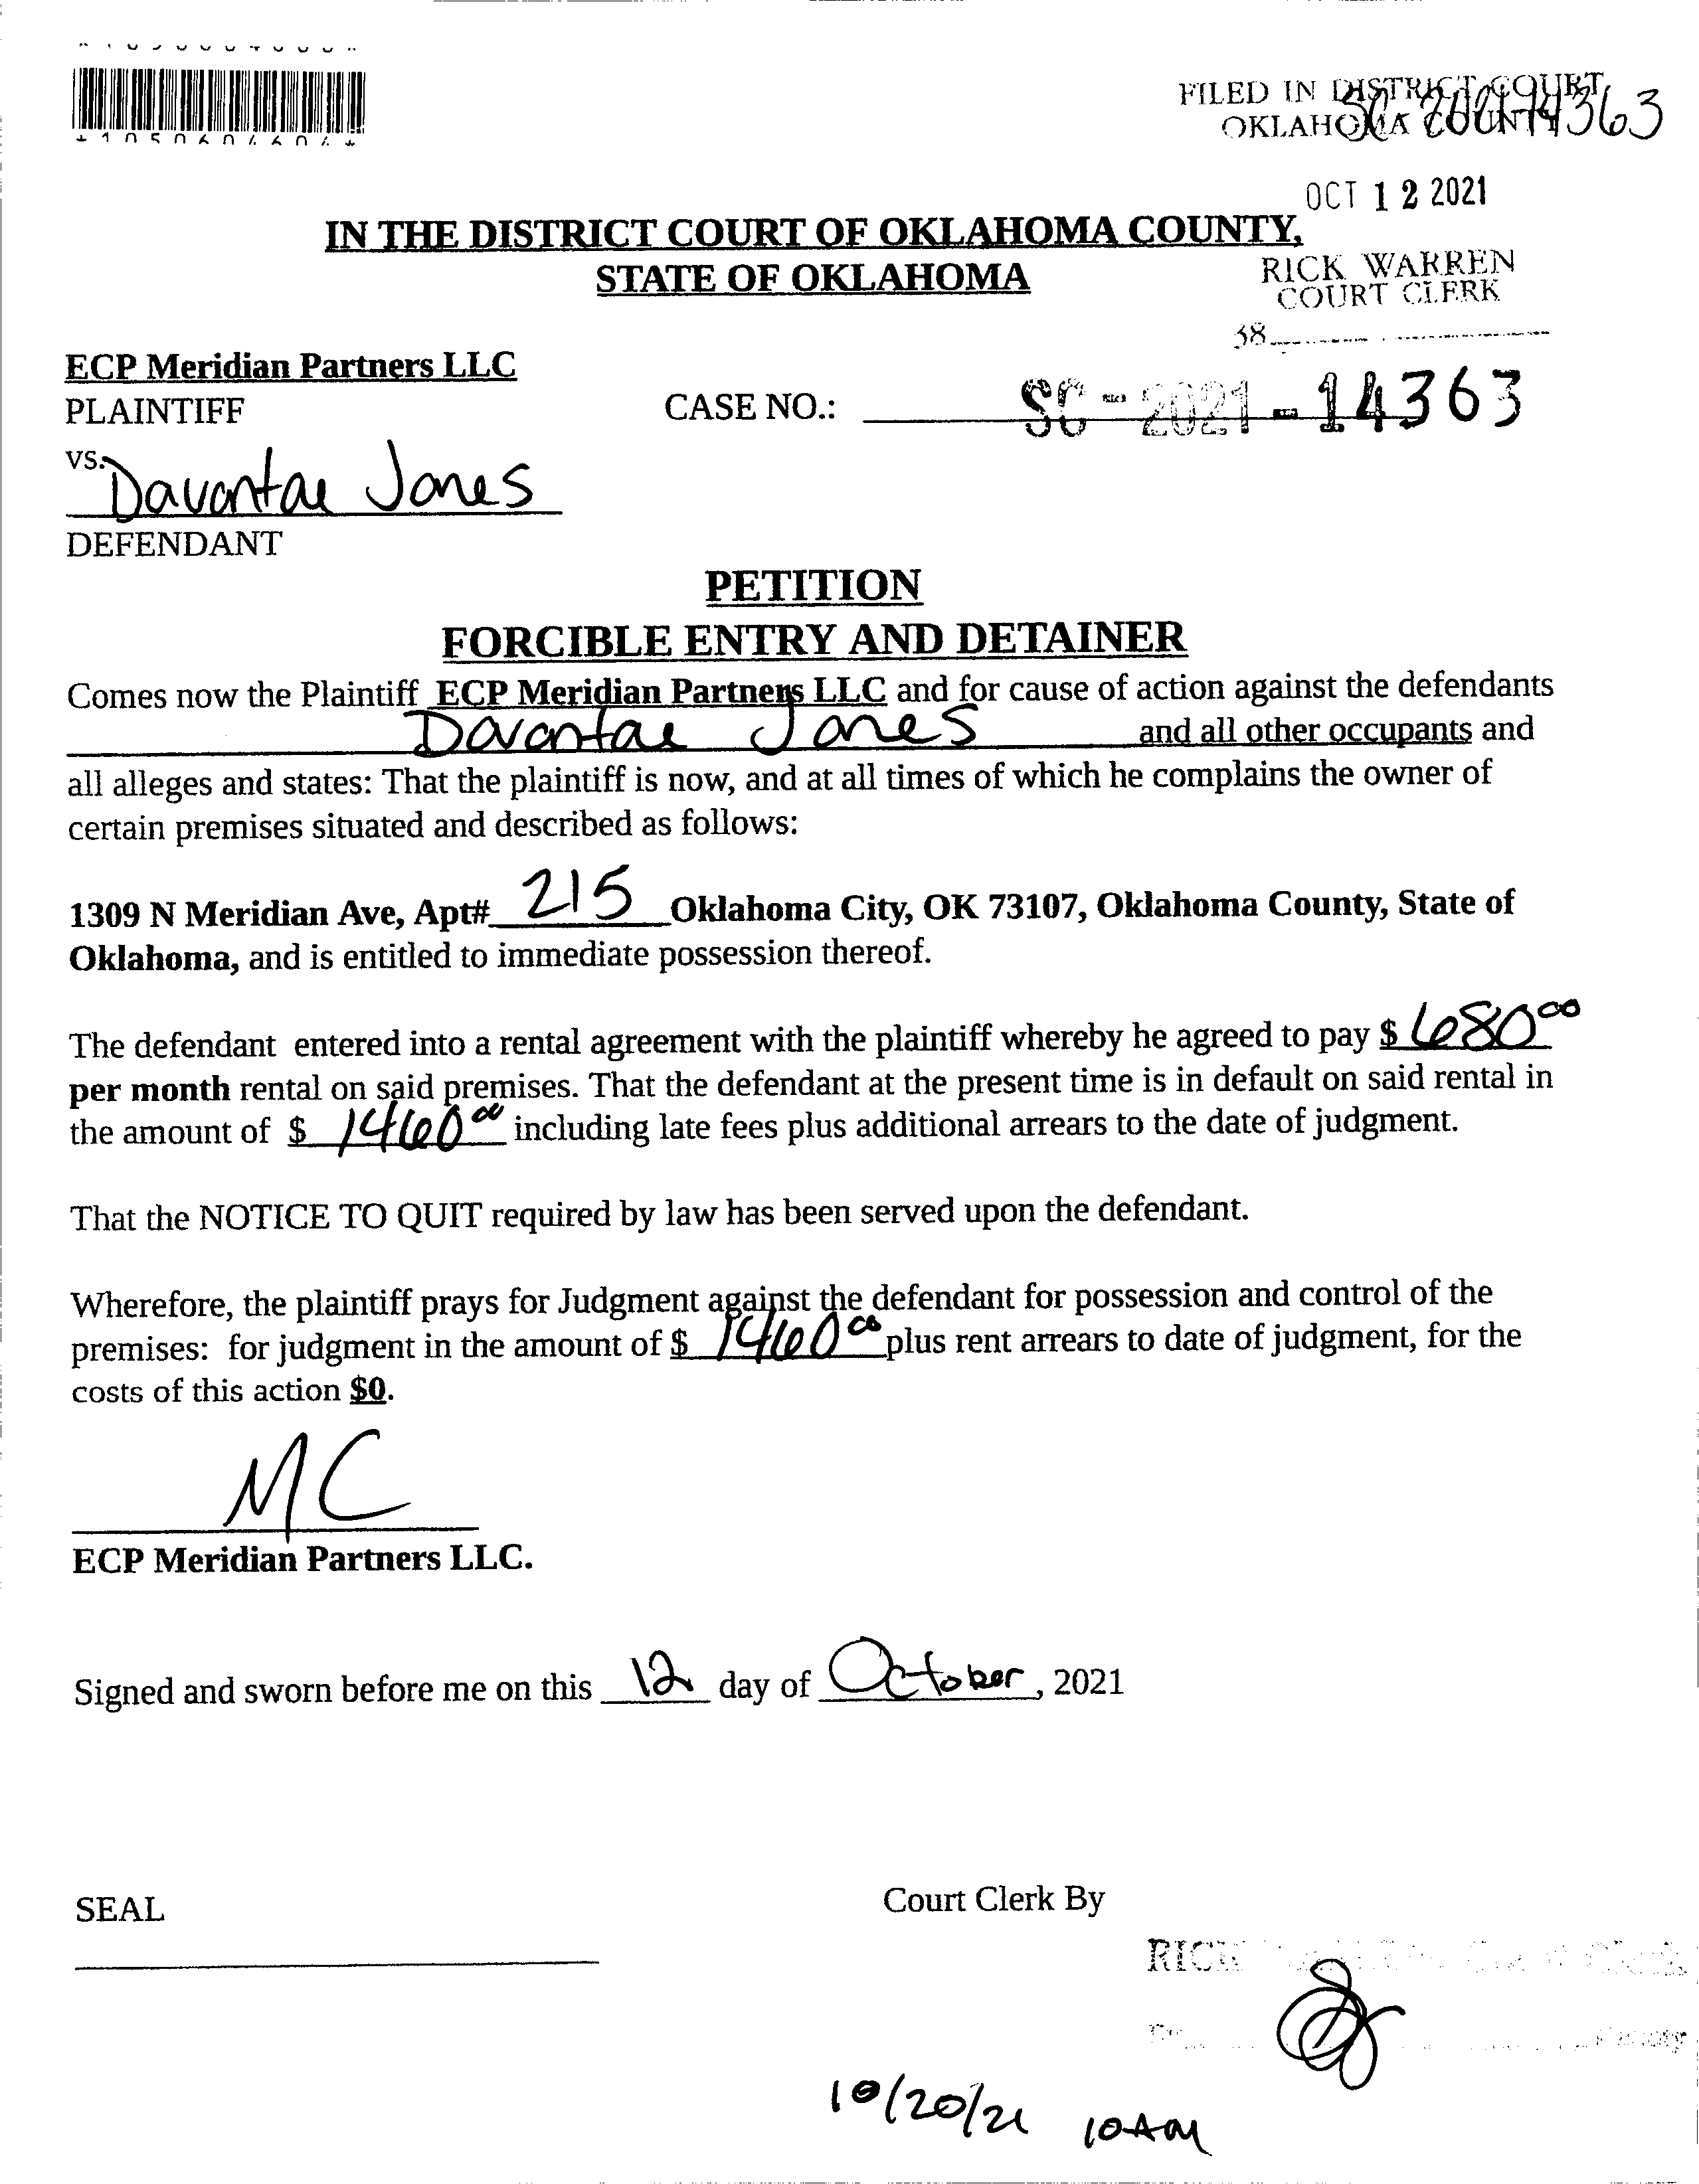 FILED IN DISTRICT COURT
OKLAHOMA COUNTY
14363
OCT 12 2021
IN THE DISTRICT COURT OF OKLAHOMA COUNTY,
STATE OF OKLAHOMA
RICK WARREN
COURT CLERK
38
ECP Meridian Partners LLC
PLAINTIFF
CASE NO.: SC - 2021 - 14363
VS.
Davontae Jones
DEFENDANT
PETITION
FORCIBLE ENTRY AND DETAINER
Comes now the Plaintiff ECP Meridian Partners LLC and for cause of action against the defendants
Davontae Jones and all other occupants and
all alleges and states: That the plaintiff is now, and at all times of which he complains the owner of
certain premises situated and described as follows:
1309 N Meridian Ave, Apt# 215 Oklahoma City, OK 73107, Oklahoma County, State of
Oklahoma, and is entitled to immediate possession thereof.
The defendant entered into a rental agreement with the plaintiff whereby he agreed to pay $ 680 00
per month rental on said premises. That the defendant at the present time is in default on said rental in
the amount of $ 1460 00 including late fees plus additional arrears to the date of judgment.
That the NOTICE TO QUIT required by law has been served upon the defendant.
Wherefore, the plaintiff prays for Judgment against the defendant for possession and control of the
premises: for judgment in the amount of $ 1460 00 plus rent arrears to date of judgment, for the
costs of this action $0.
MC
ECP Meridian Partners LLC.
Signed and sworn before me on this 12 day of October, 2021
SEAL
Court Clerk By
10/20/21 10AM